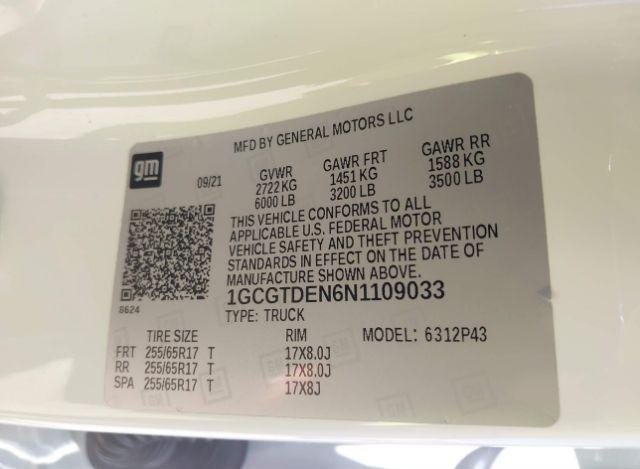 MFD BY GENERAL MOTORS LLC
gm
09/21
GVWR GAWR FRT GAWR RR
2722 KG 1451 KG 1588 KG
6000 LB 3200 LB 3500 LB
THIS VEHICLE CONFORMS TO ALL
APPLICABLE U.S. FEDERAL MOTOR
VEHICLE SAFETY AND THEFT PREVENTION
STANDARDS IN EFFECT ON THE DATE OF
MANUFACTURE SHOWN ABOVE.
8624
1GCGTDEN6N1109033
TYPE: TRUCK
TIRE SIZE RIM MODEL: 6312P43
FRT 255/65R17 T 17X8.0J
RR 255/65R17 T 17X8.0J
SPA 255/65R17 T 17X8J